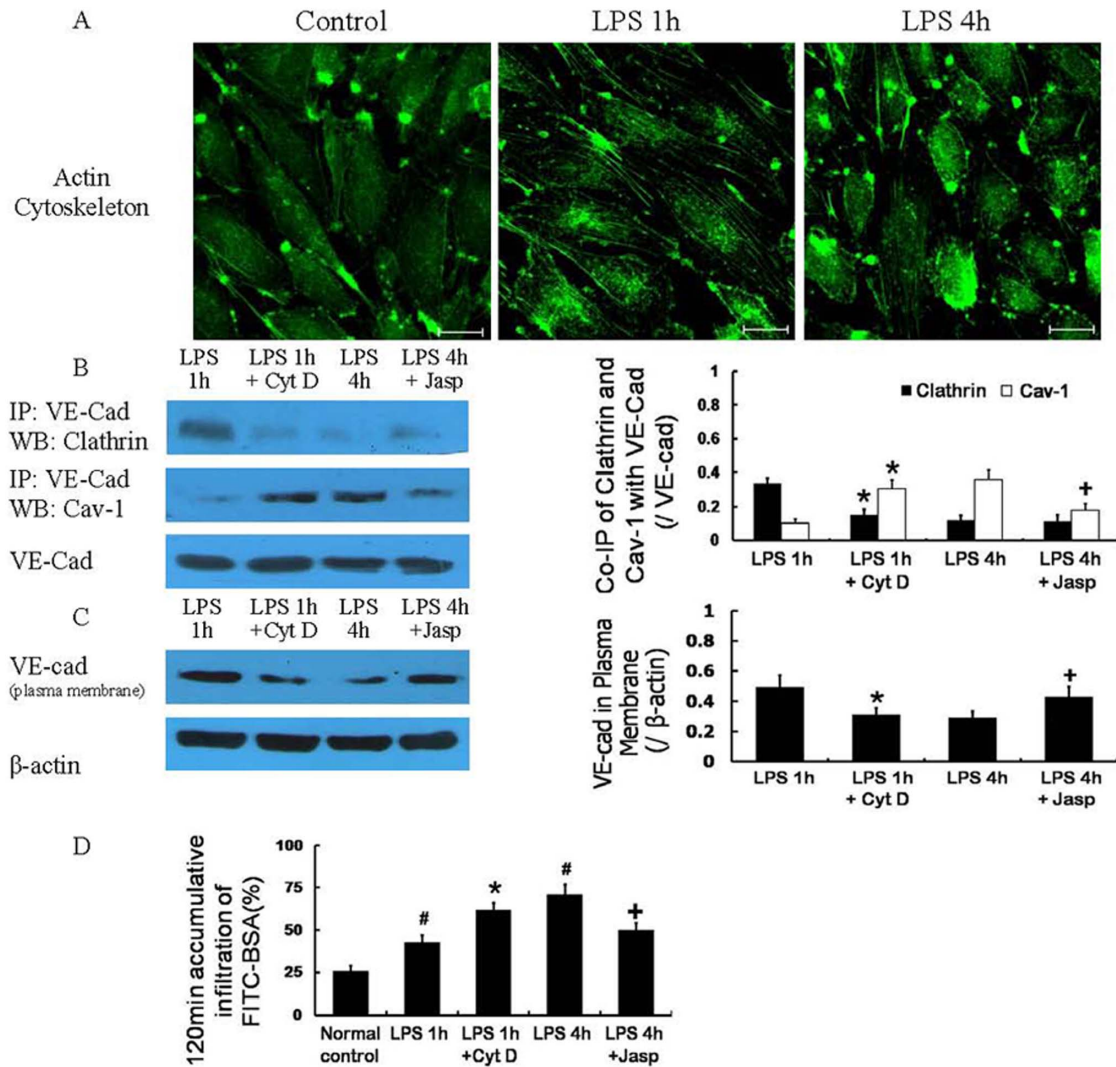 A
Control
LPS 1h
LPS 4h
Actin
Cytoskeleton
B
LPS
1h
LPS 1h
+ Cyt D
LPS
4h
LPS 4h
+ Jasp
IP: VE-Cad
WB: Clathrin
IP: VE-Cad
WB: Cav-1
VE-Cad
Co-IP of Clathrin and
Cav-1 with VE-Cad
(/ VE-cad)
Clathrin
Cav-1
1
0.8
0.6
0.4
0.2
0
*
*
+
LPS 1h
LPS 1h
+ Cyt D
LPS 4h
LPS 4h
+ Jasp
C
LPS
1h
LPS 1h
+Cyt D
LPS
4h
LPS 4h
+Jasp
VE-cad
(plasma membrane)
β-actin
VE-cad in Plasma
Membrane
(/ β-actin)
1
0.8
0.6
0.4
0.2
0
*
+
LPS 1h
LPS 1h
+ Cyt D
LPS 4h
LPS 4h
+ Jasp
D
120min accumulative
infiltration of
FITC-BSA(%)
100
75
50
25
0
#
*
#
+
Normal
control
LPS 1h
LPS 1h
+Cyt D
LPS 4h
LPS 4h
+Jasp